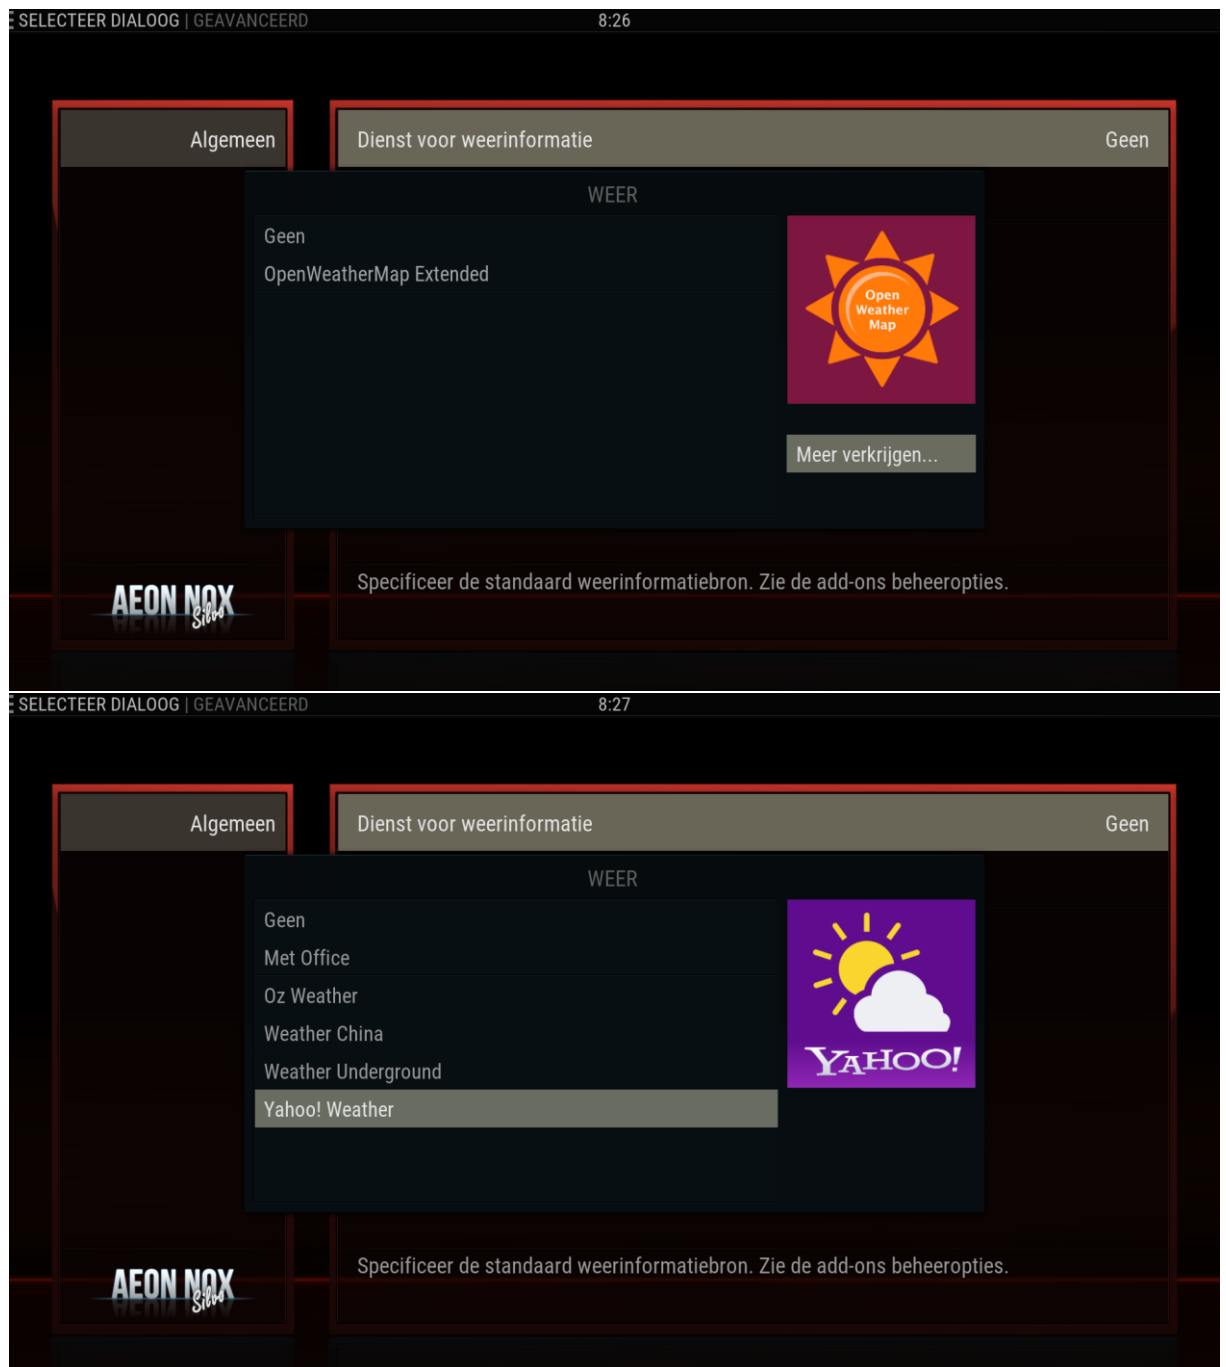 SELECTEER DIALOOG | GEAVANCEERD 8:26
Algemeen
Dienst voor weerinformatie Geen
WEER
Geen
OpenWeatherMap Extended
Open
Weather
Map
Meer verkrijgen...
Specificeer de standaard weerinformatiebron. Zie de add-ons beheeropties.
AEON NOX
Silvo
SELECTEER DIALOOG | GEAVANCEERD 8:27
Algemeen
Dienst voor weerinformatie Geen
WEER
Geen
Met Office
Oz Weather
Weather China
Weather Underground
Yahoo! Weather
YAHOO!
Specificeer de standaard weerinformatiebron. Zie de add-ons beheeropties.
AEON NOX
Silvo